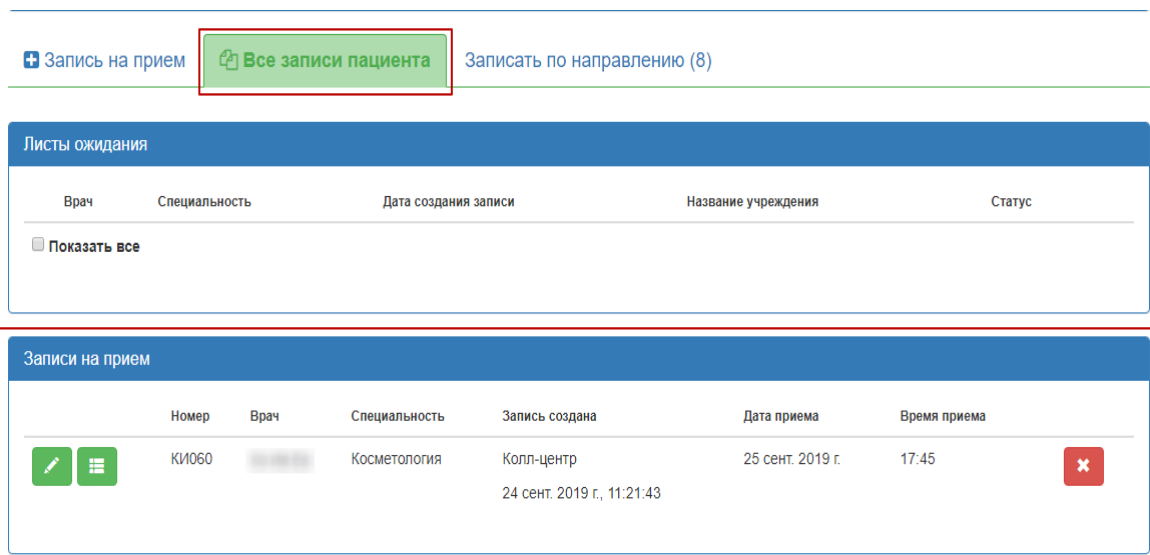 Запись на прием Все записи пациента Записать по направлению (8)
Листы ожидания
Врач Специальность Дата создания записи Название учреждения Статус
Показать все
Записи на прием
Номер Врач Специальность Запись создана Дата приема Время приема
КИ060 Косметология Колл-центр 25 сент. 2019 г. 17:45
24 сент. 2019 г., 11:21:43